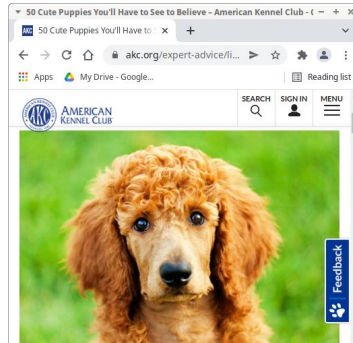 50 Cute Puppies You'll Have to See to Believe – American Kennel Club - (
AKC 50 Cute Puppies You'll Have to S
akc.org/expert-advice/li...
Apps My Drive - Google... Reading list
AKC AMERICAN KENNEL CLUB® SEARCH SIGN IN MENU
Feedback